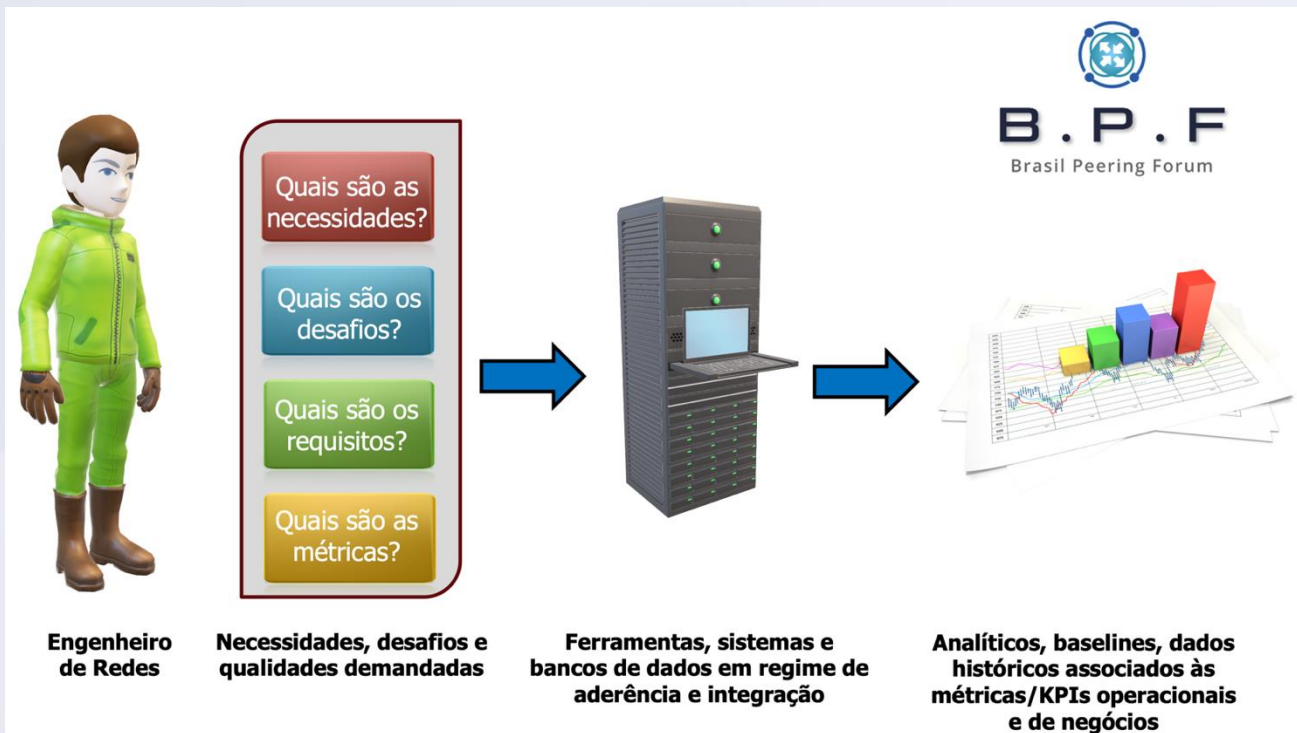 B.P.F
Brasil Peering Forum
Quais são as
necessidades?
Quais são os
desafios?
Quais são os
requisitos?
Quais são as
métricas?
Engenheiro
de Redes
Necessidades, desafios e
qualidades demandadas
Ferramentas, sistemas e
bancos de dados em regime de
aderência e integração
Analíticos, baselines, dados
históricos associados às
métricas/KPIs operacionais
e de negócios